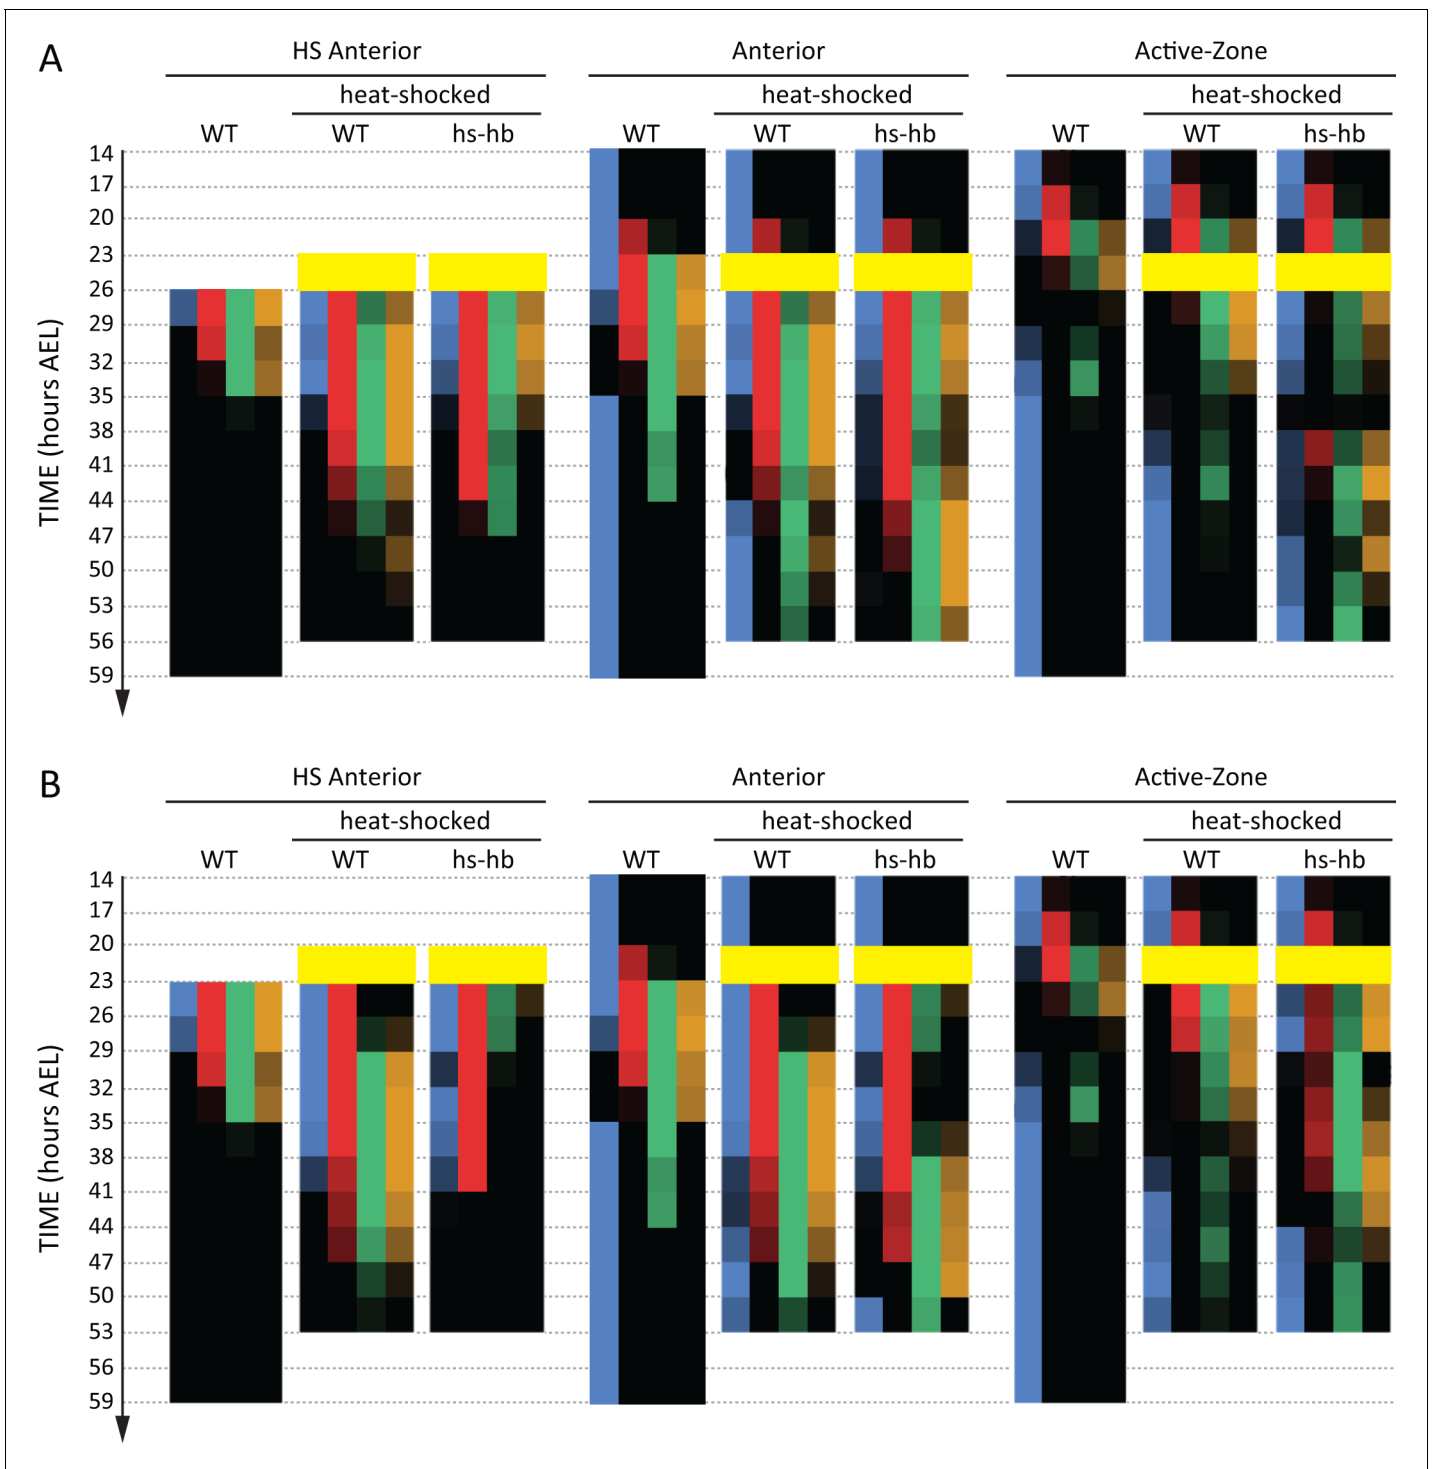 A
HS Anterior
Anterior
Active-Zone
heat-shocked
heat-shocked
heat-shocked
WT
WT
hs-hb
WT
WT
hs-hb
WT
WT
hs-hb
TIME (hours AEL)
14
17
20
23
26
29
32
35
38
41
44
47
50
53
56
59
B
HS Anterior
Anterior
Active-Zone
heat-shocked
heat-shocked
heat-shocked
WT
WT
hs-hb
WT
WT
hs-hb
WT
WT
hs-hb
TIME (hours AEL)
14
17
20
23
26
29
32
35
38
41
44
47
50
53
56
59